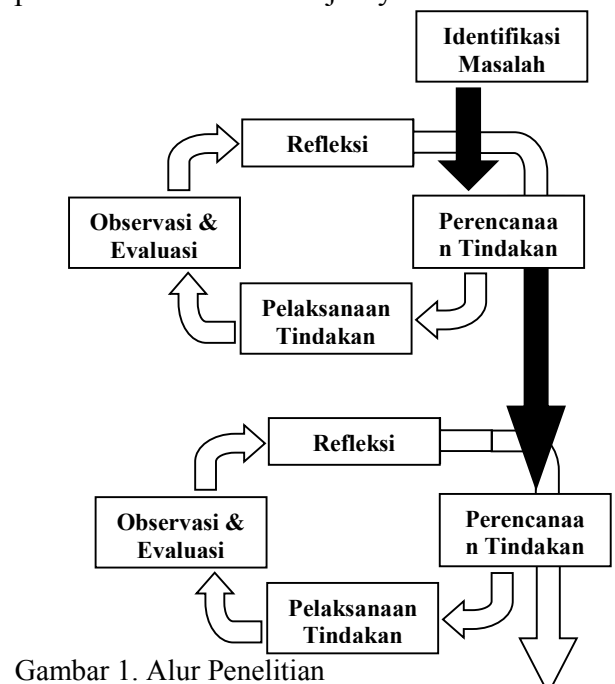 Identifikasi
Masalah
Refleksi
Observasi &
Evaluasi
Perencanaa
n Tindakan
Pelaksanaan
Tindakan
Refleksi
Observasi &
Evaluasi
Perencanaa
n Tindakan
Pelaksanaan
Tindakan
Gambar 1. Alur Penelitian